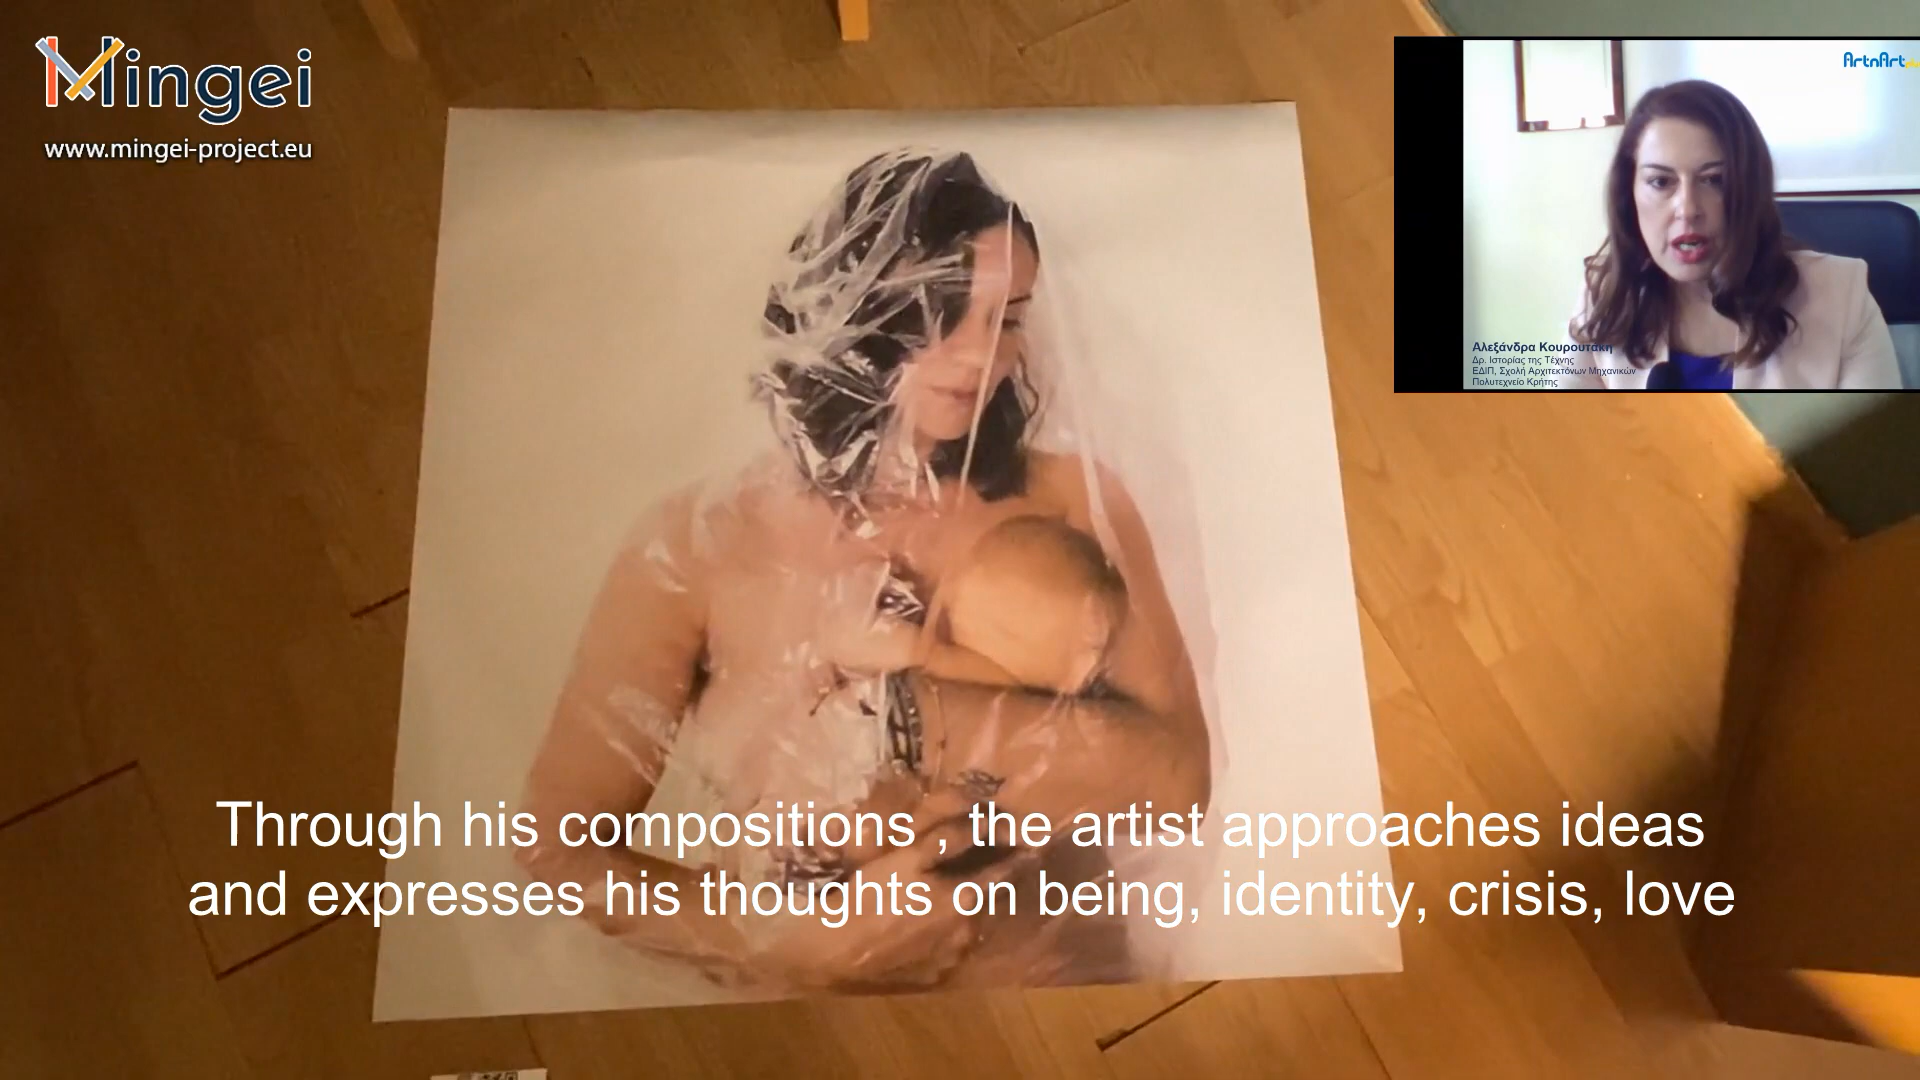 Mingei
www.mingei-project.eu
ArtnArt
Αλεξάνδρα Κουρουτάκη
Δρ. Ιστορίας της Τέχνης
ΕΔΙΠ, Σχολή Αρχιτεκτόνων Μηχανικών
Πολυτεχνείο Κρήτης
Through his compositions , the artist approaches ideas
and expresses his thoughts on being, identity, crisis, love